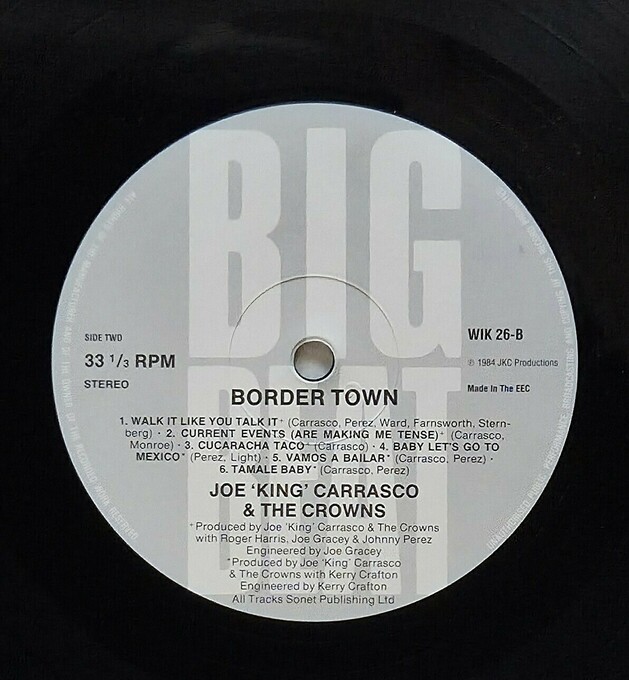 BIG
BEAT
SIDE TWO
33 1/3 RPM
STEREO
WIK 26-B
℗ 1984 JKC Productions
Made In The EEC
BORDER TOWN
1. WALK IT LIKE YOU TALK IT+ (Carrasco, Perez, Ward, Farnsworth, Stern-
berg) · 2. CURRENT EVENTS (ARE MAKING ME TENSE)+ (Carrasco,
Monroe) · 3. CUCARACHA TACO* (Carrasco) · 4. BABY LET'S GO TO
MEXICO* (Perez, Light) · 5. VAMOS A BAILAR* (Carrasco, Perez) ·
6. TAMALE BABY* (Carrasco, Perez)
JOE 'KING' CARRASCO
& THE CROWNS
+Produced by Joe 'King' Carrasco & The Crowns
with Roger Harris, Joe Gracey & Johnny Perez
Engineered by Joe Gracey
*Produced by Joe 'King' Carrasco
& The Crowns with Kerry Crafton
Engineered by Kerry Crafton
All Tracks Sonet Publishing Ltd